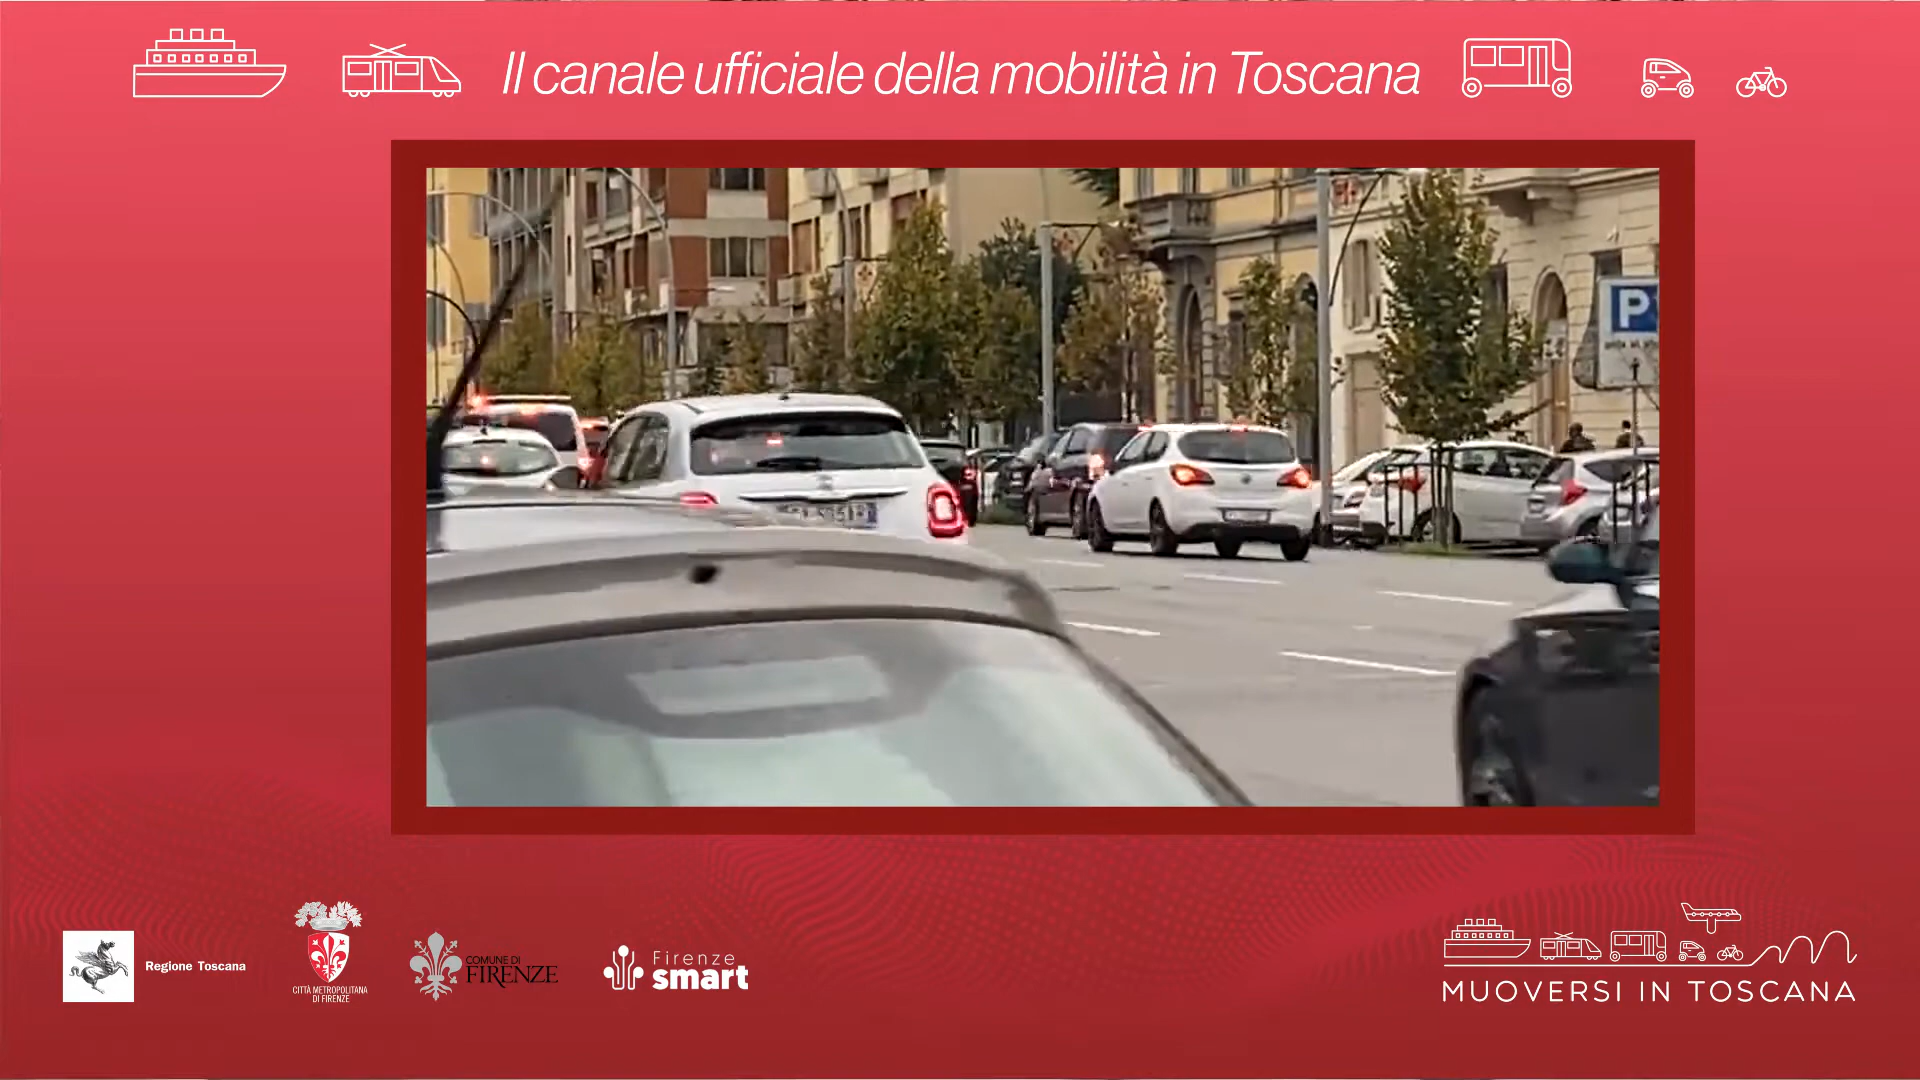 Il canale ufficiale della mobilità in Toscana
P
Regione Toscana
CITTÀ METROPOLITANA
DI FIRENZE
COMUNE DI
FIRENZE
Firenze
smart
MUOVERSI IN TOSCANA